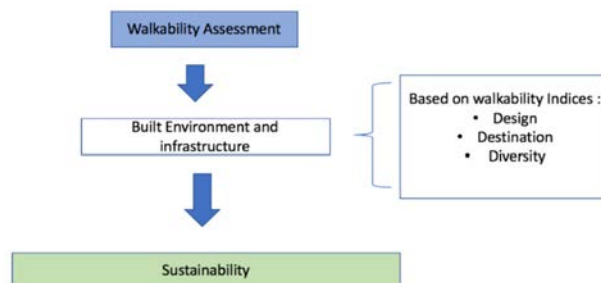 Walkability Assessment
Built Environment and
infrastructure
Based on walkability Indices :
• Design
• Destination
• Diversity
Sustainability